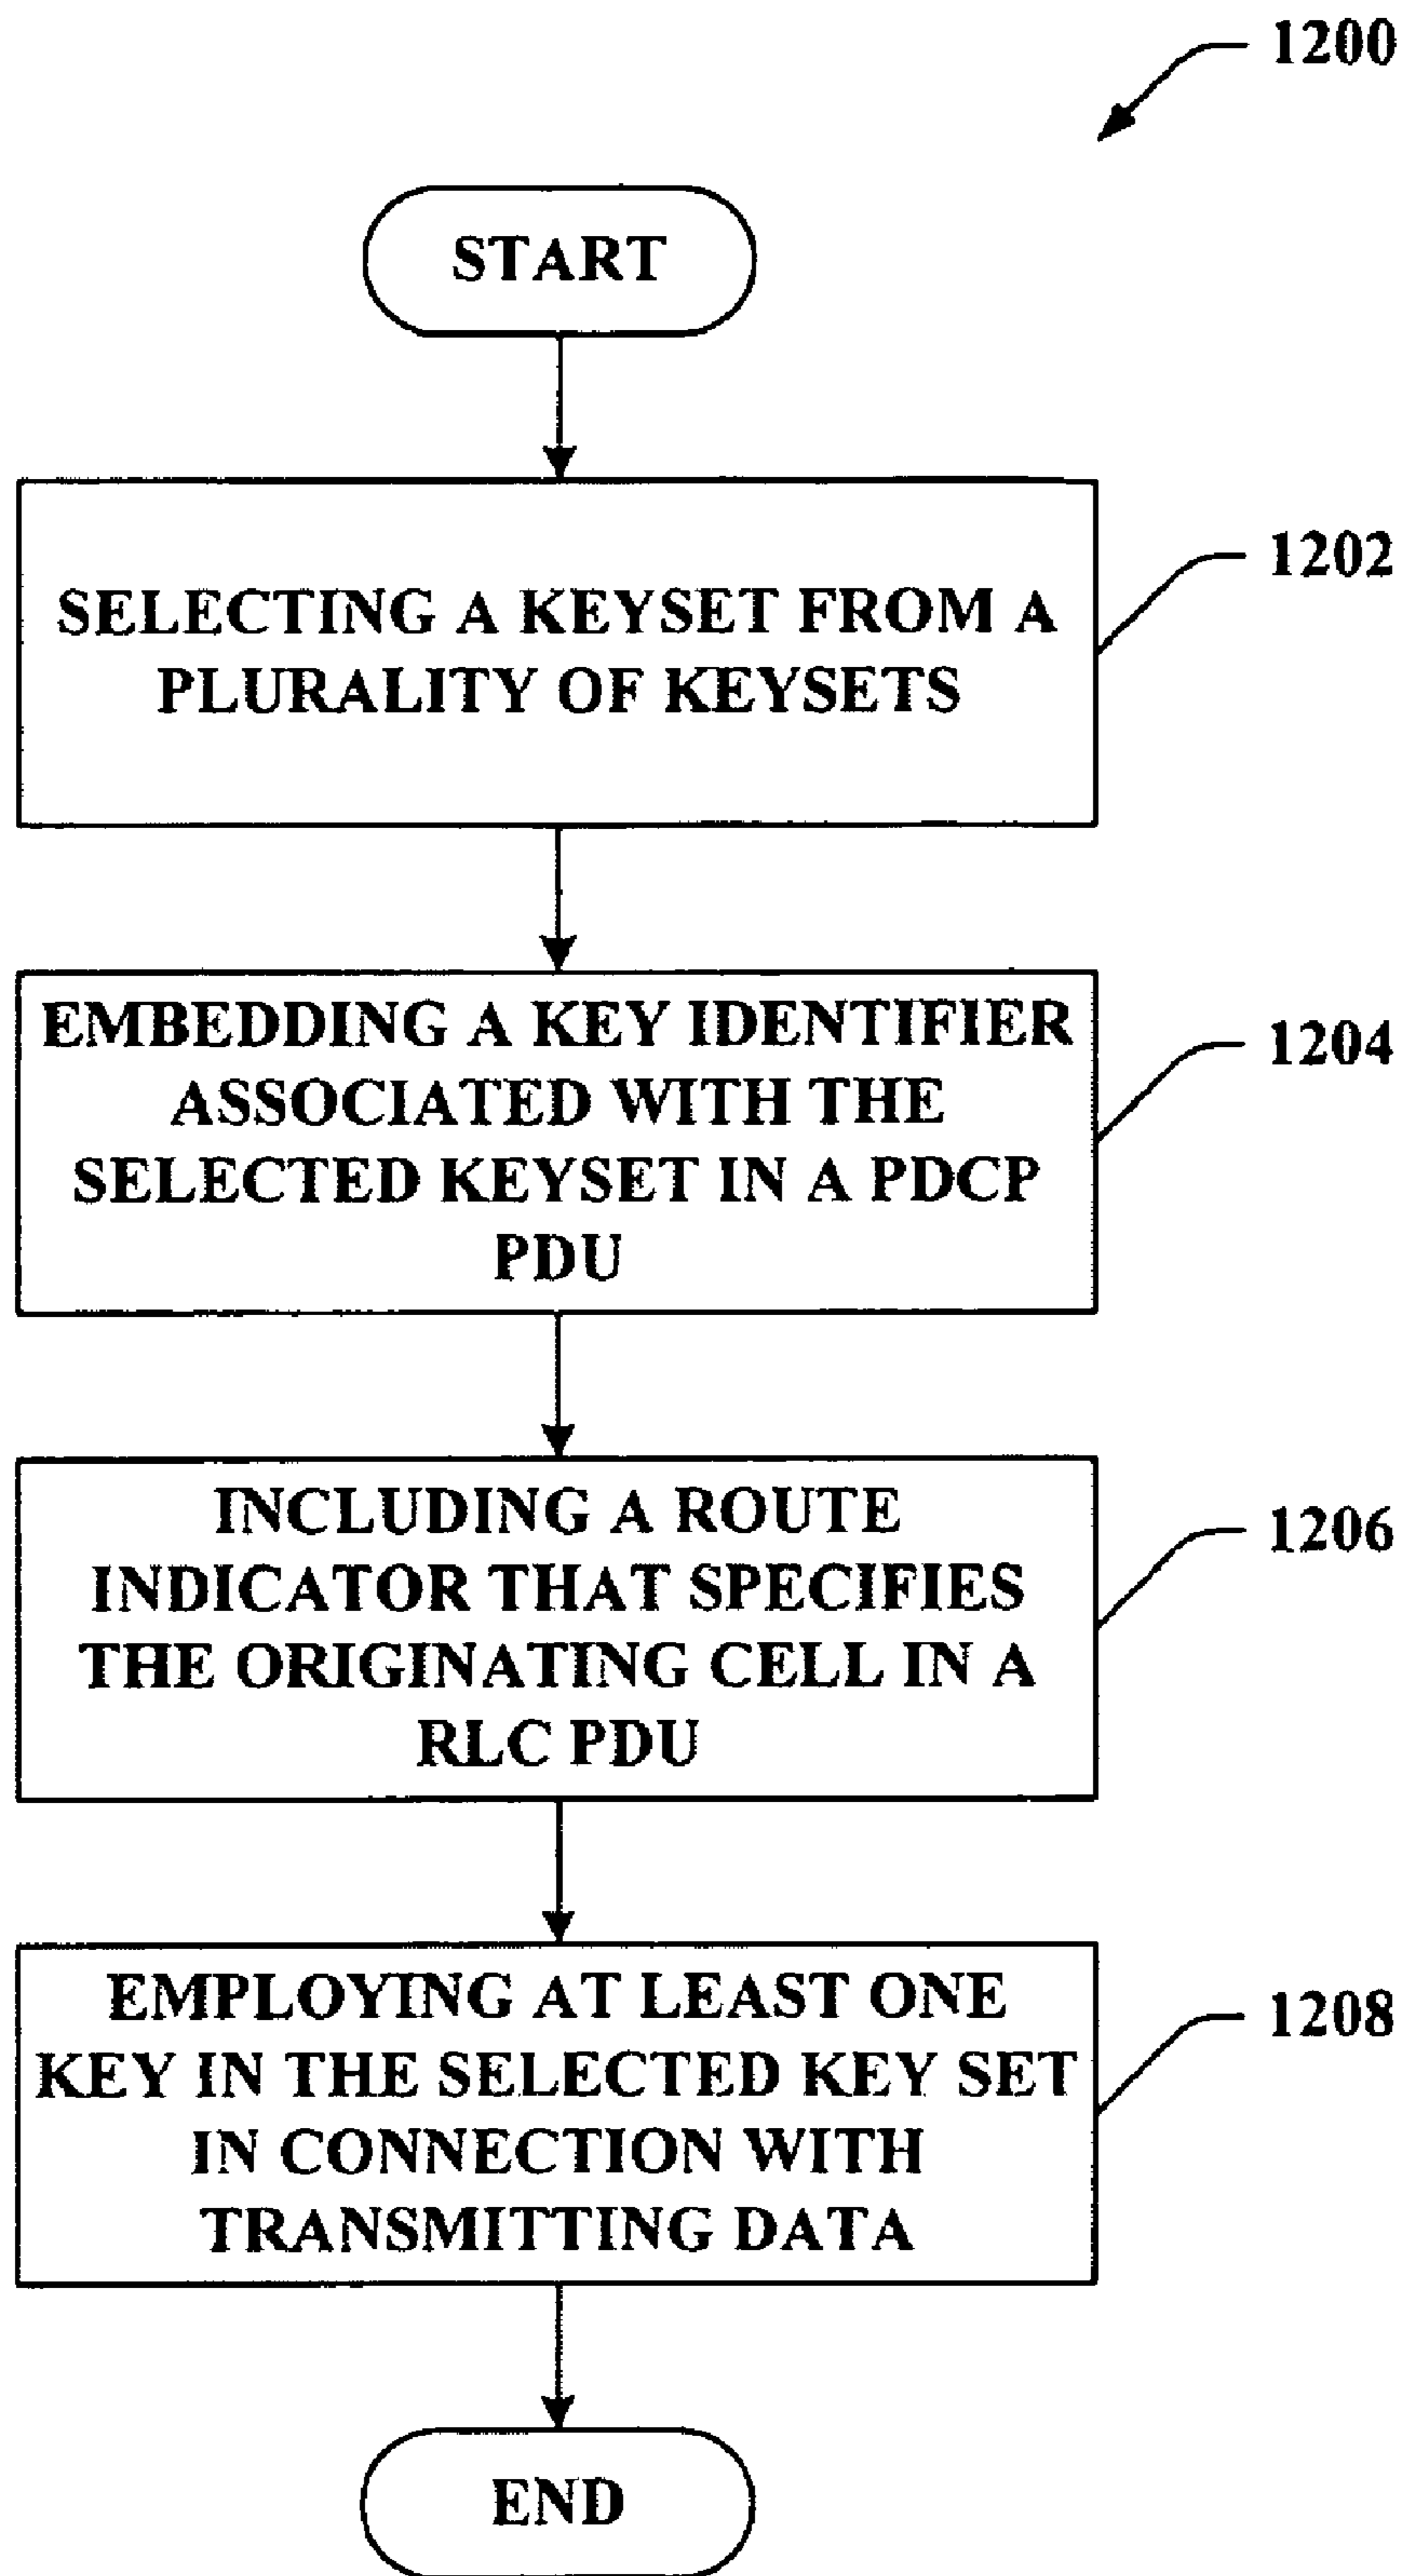 1200
START
SELECTING A KEYSET FROM A
PLURALITY OF KEYSETS
1202
EMBEDDING A KEY IDENTIFIER
ASSOCIATED WITH THE
SELECTED KEYSET IN A PDCP
PDU
1204
INCLUDING A ROUTE
INDICATOR THAT SPECIFIES
THE ORIGINATING CELL IN A
RLC PDU
1206
EMPLOYING AT LEAST ONE
KEY IN THE SELECTED KEY SET
IN CONNECTION WITH
TRANSMITTING DATA
1208
END